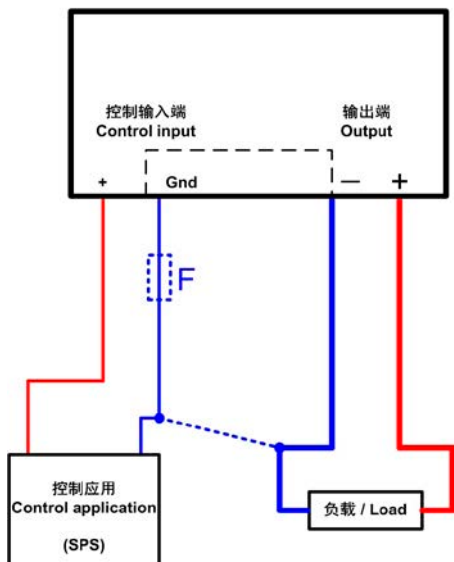 控制输入端
Control input
输出端
Output
+
Gnd
—
+
F
控制应用
Control application
(SPS)
负载 / Load